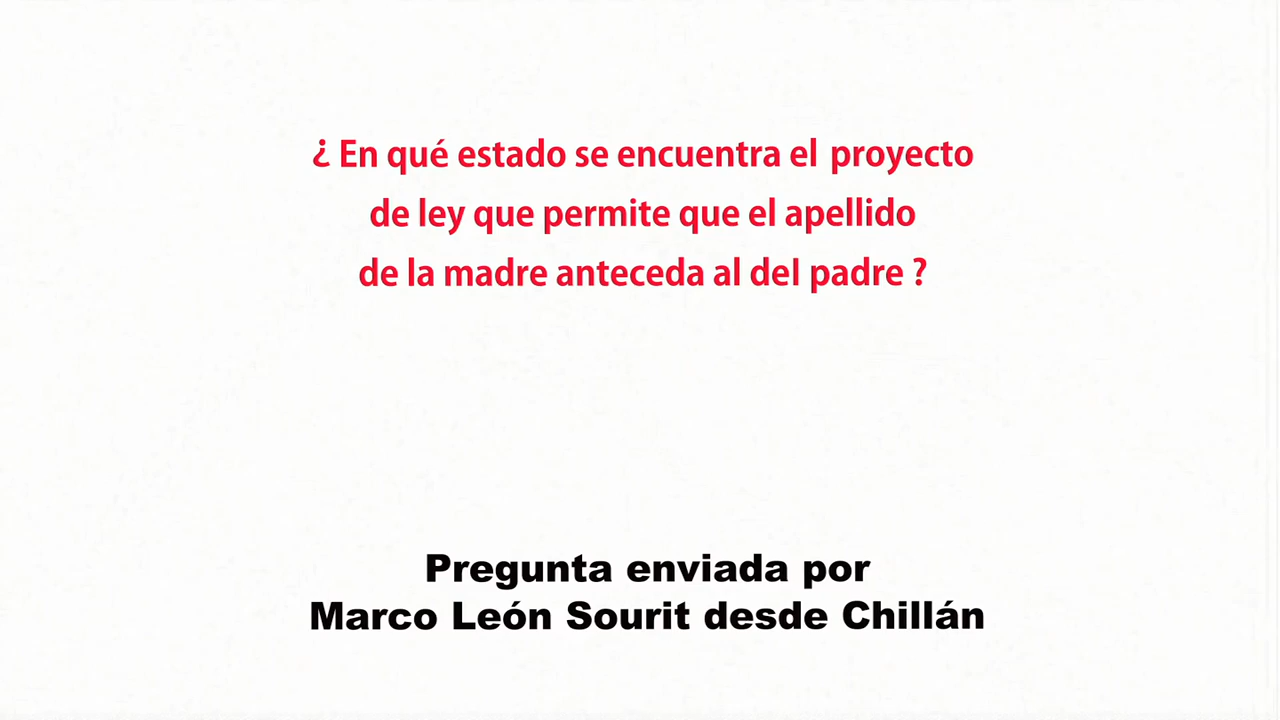 ¿ En qué estado se encuentra el proyecto
de ley que permite que el apellido
de la madre anteceda al del padre ?
Pregunta enviada por
Marco León Sourit desde Chillán